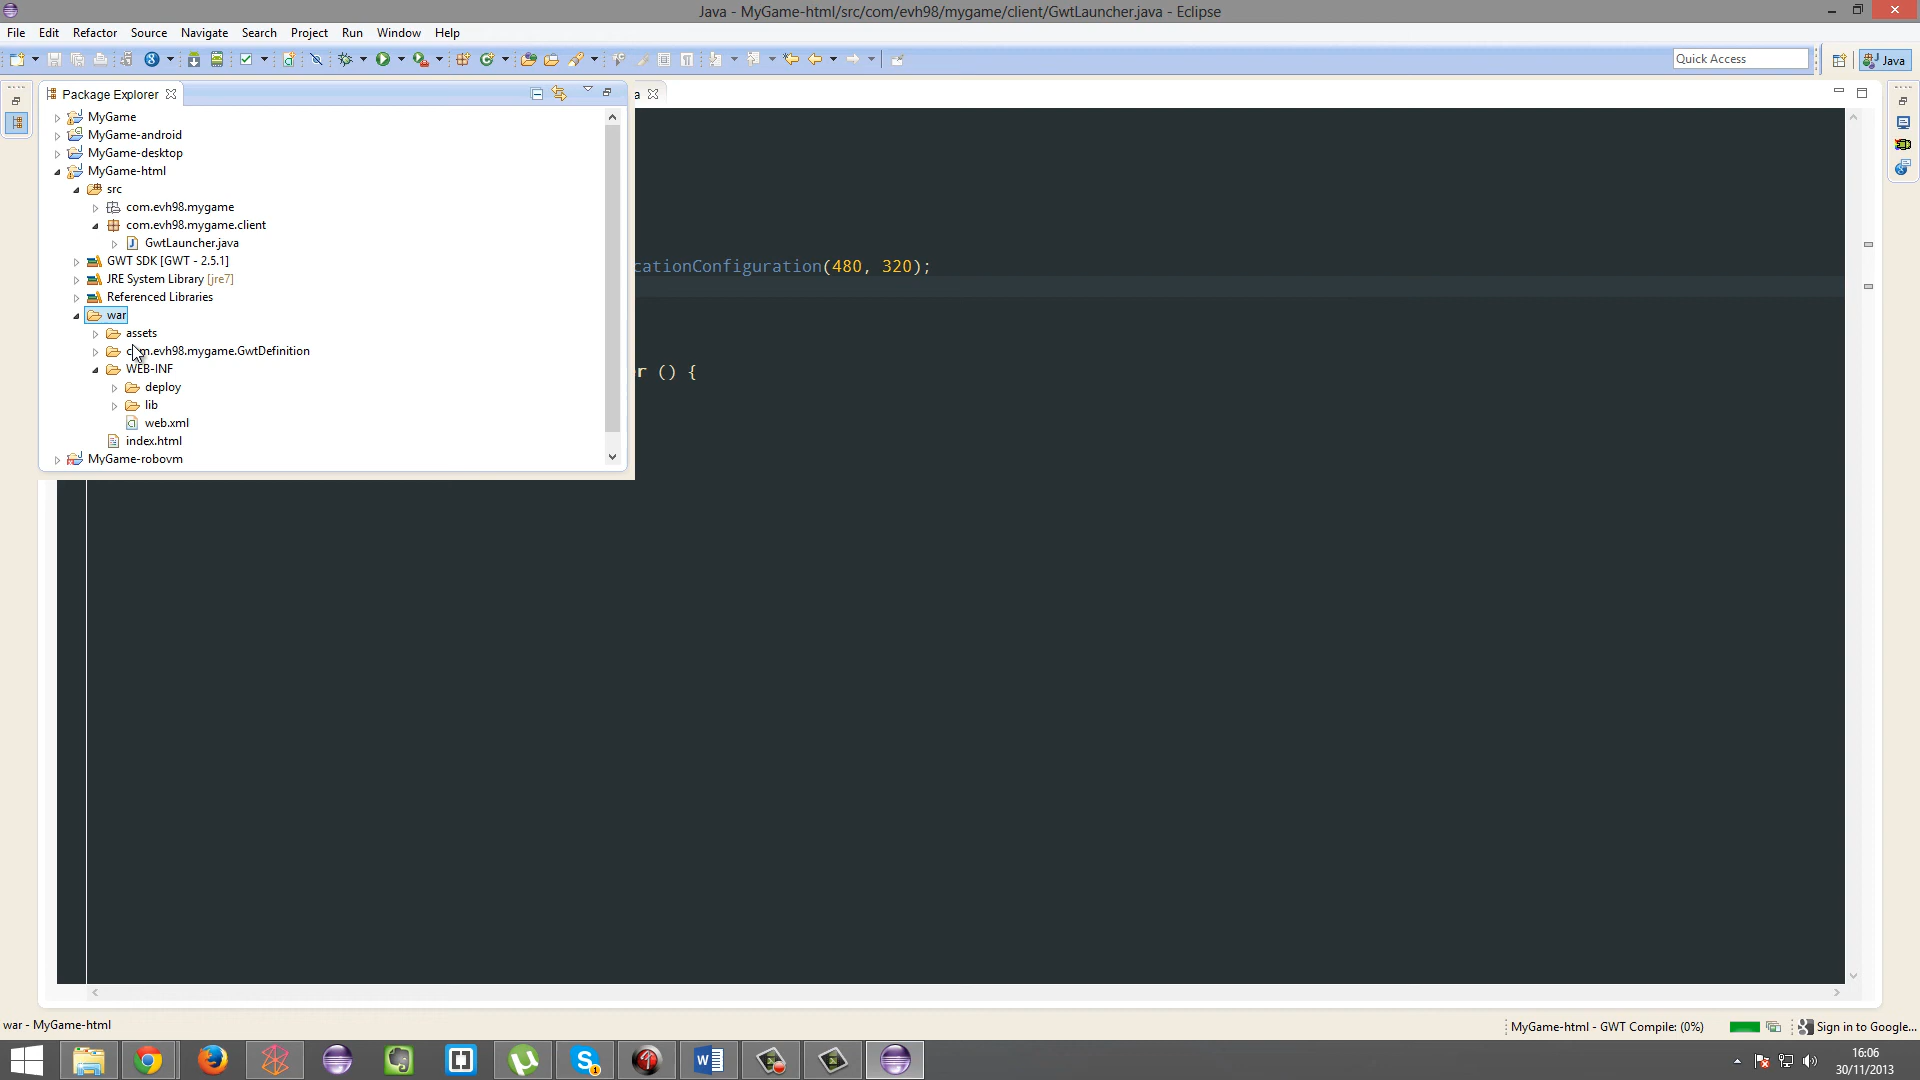 Java - MyGame-html/src/com/evh98/mygame/client/GwtLauncher.java - Eclipse
File Edit Refactor Source Navigate Search Project Run Window Help
Quick Access
Java
Package Explorer
a
MyGame
MyGame-android
MyGame-desktop
MyGame-html
src
com.evh98.mygame
com.evh98.mygame.client
GwtLauncher.java
GWT SDK [GWT - 2.5.1]
cationConfiguration(480, 320);
JRE System Library [jre7]
Referenced Libraries
war
assets
com.evh98.mygame.GwtDefinition
WEB-INF
r () {
deploy
lib
web.xml
index.html
MyGame-robovm
war - MyGame-html
MyGame-html - GWT Compile: (0%)
Sign in to Google...
16:06
30/11/2013